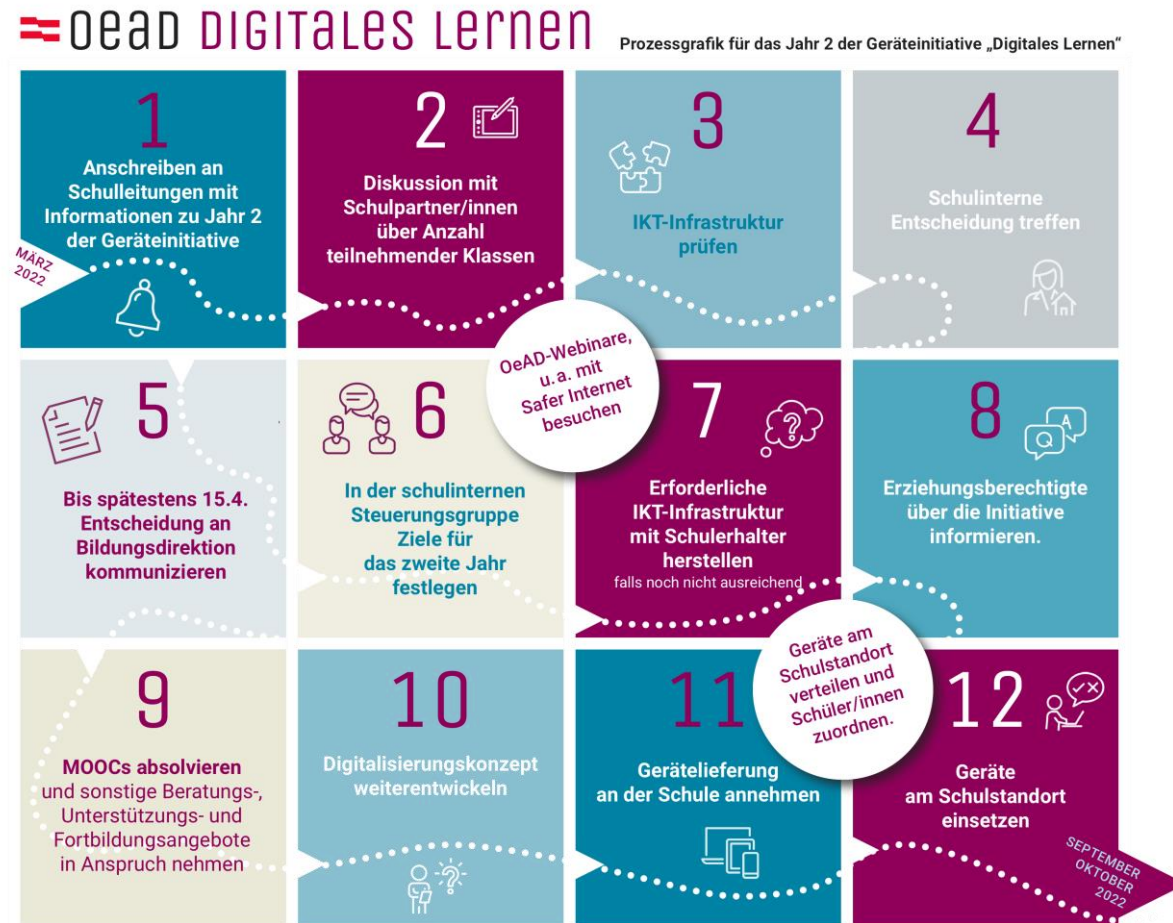 OeAD DIGITALES Lernen
Prozessgrafik für das Jahr 2 der Geräteinitiative „Digitales Lernen“
1
Anschreiben an
Schulleitungen mit
Informationen zu Jahr 2
der Geräteinitiative
MÄRZ
2022
2
Diskussion mit
Schulpartner/innen
über Anzahl
teilnehmender Klassen
3
IKT-Infrastruktur
prüfen
4
Schulinterne
Entscheidung treffen
OeAD-Webinare,
u. a. mit
Safer Internet
besuchen
5
Bis spätestens 15.4.
Entscheidung an
Bildungsdirektion
kommunizieren
6
In der schulinternen
Steuerungsgruppe
Ziele für
das zweite Jahr
festlegen
7
?
Erforderliche
IKT-Infrastruktur
mit Schulerhalter
herstellen
falls noch nicht ausreichend
8
Q
A
Erziehungsberechtigte
über die Initiative
informieren.
Geräte am
Schulstandort
verteilen und
Schüler/innen
zuordnen.
9
MOOCs absolvieren
und sonstige Beratungs-,
Unterstützungs- und
Fortbildungsangebote
in Anspruch nehmen
10
Digitalisierungskonzept
weiterentwickeln
?
11
Gerätelieferung
an der Schule annehmen
12
Geräte
am Schulstandort
einsetzen
SEPTEMBER
OKTOBER
2022